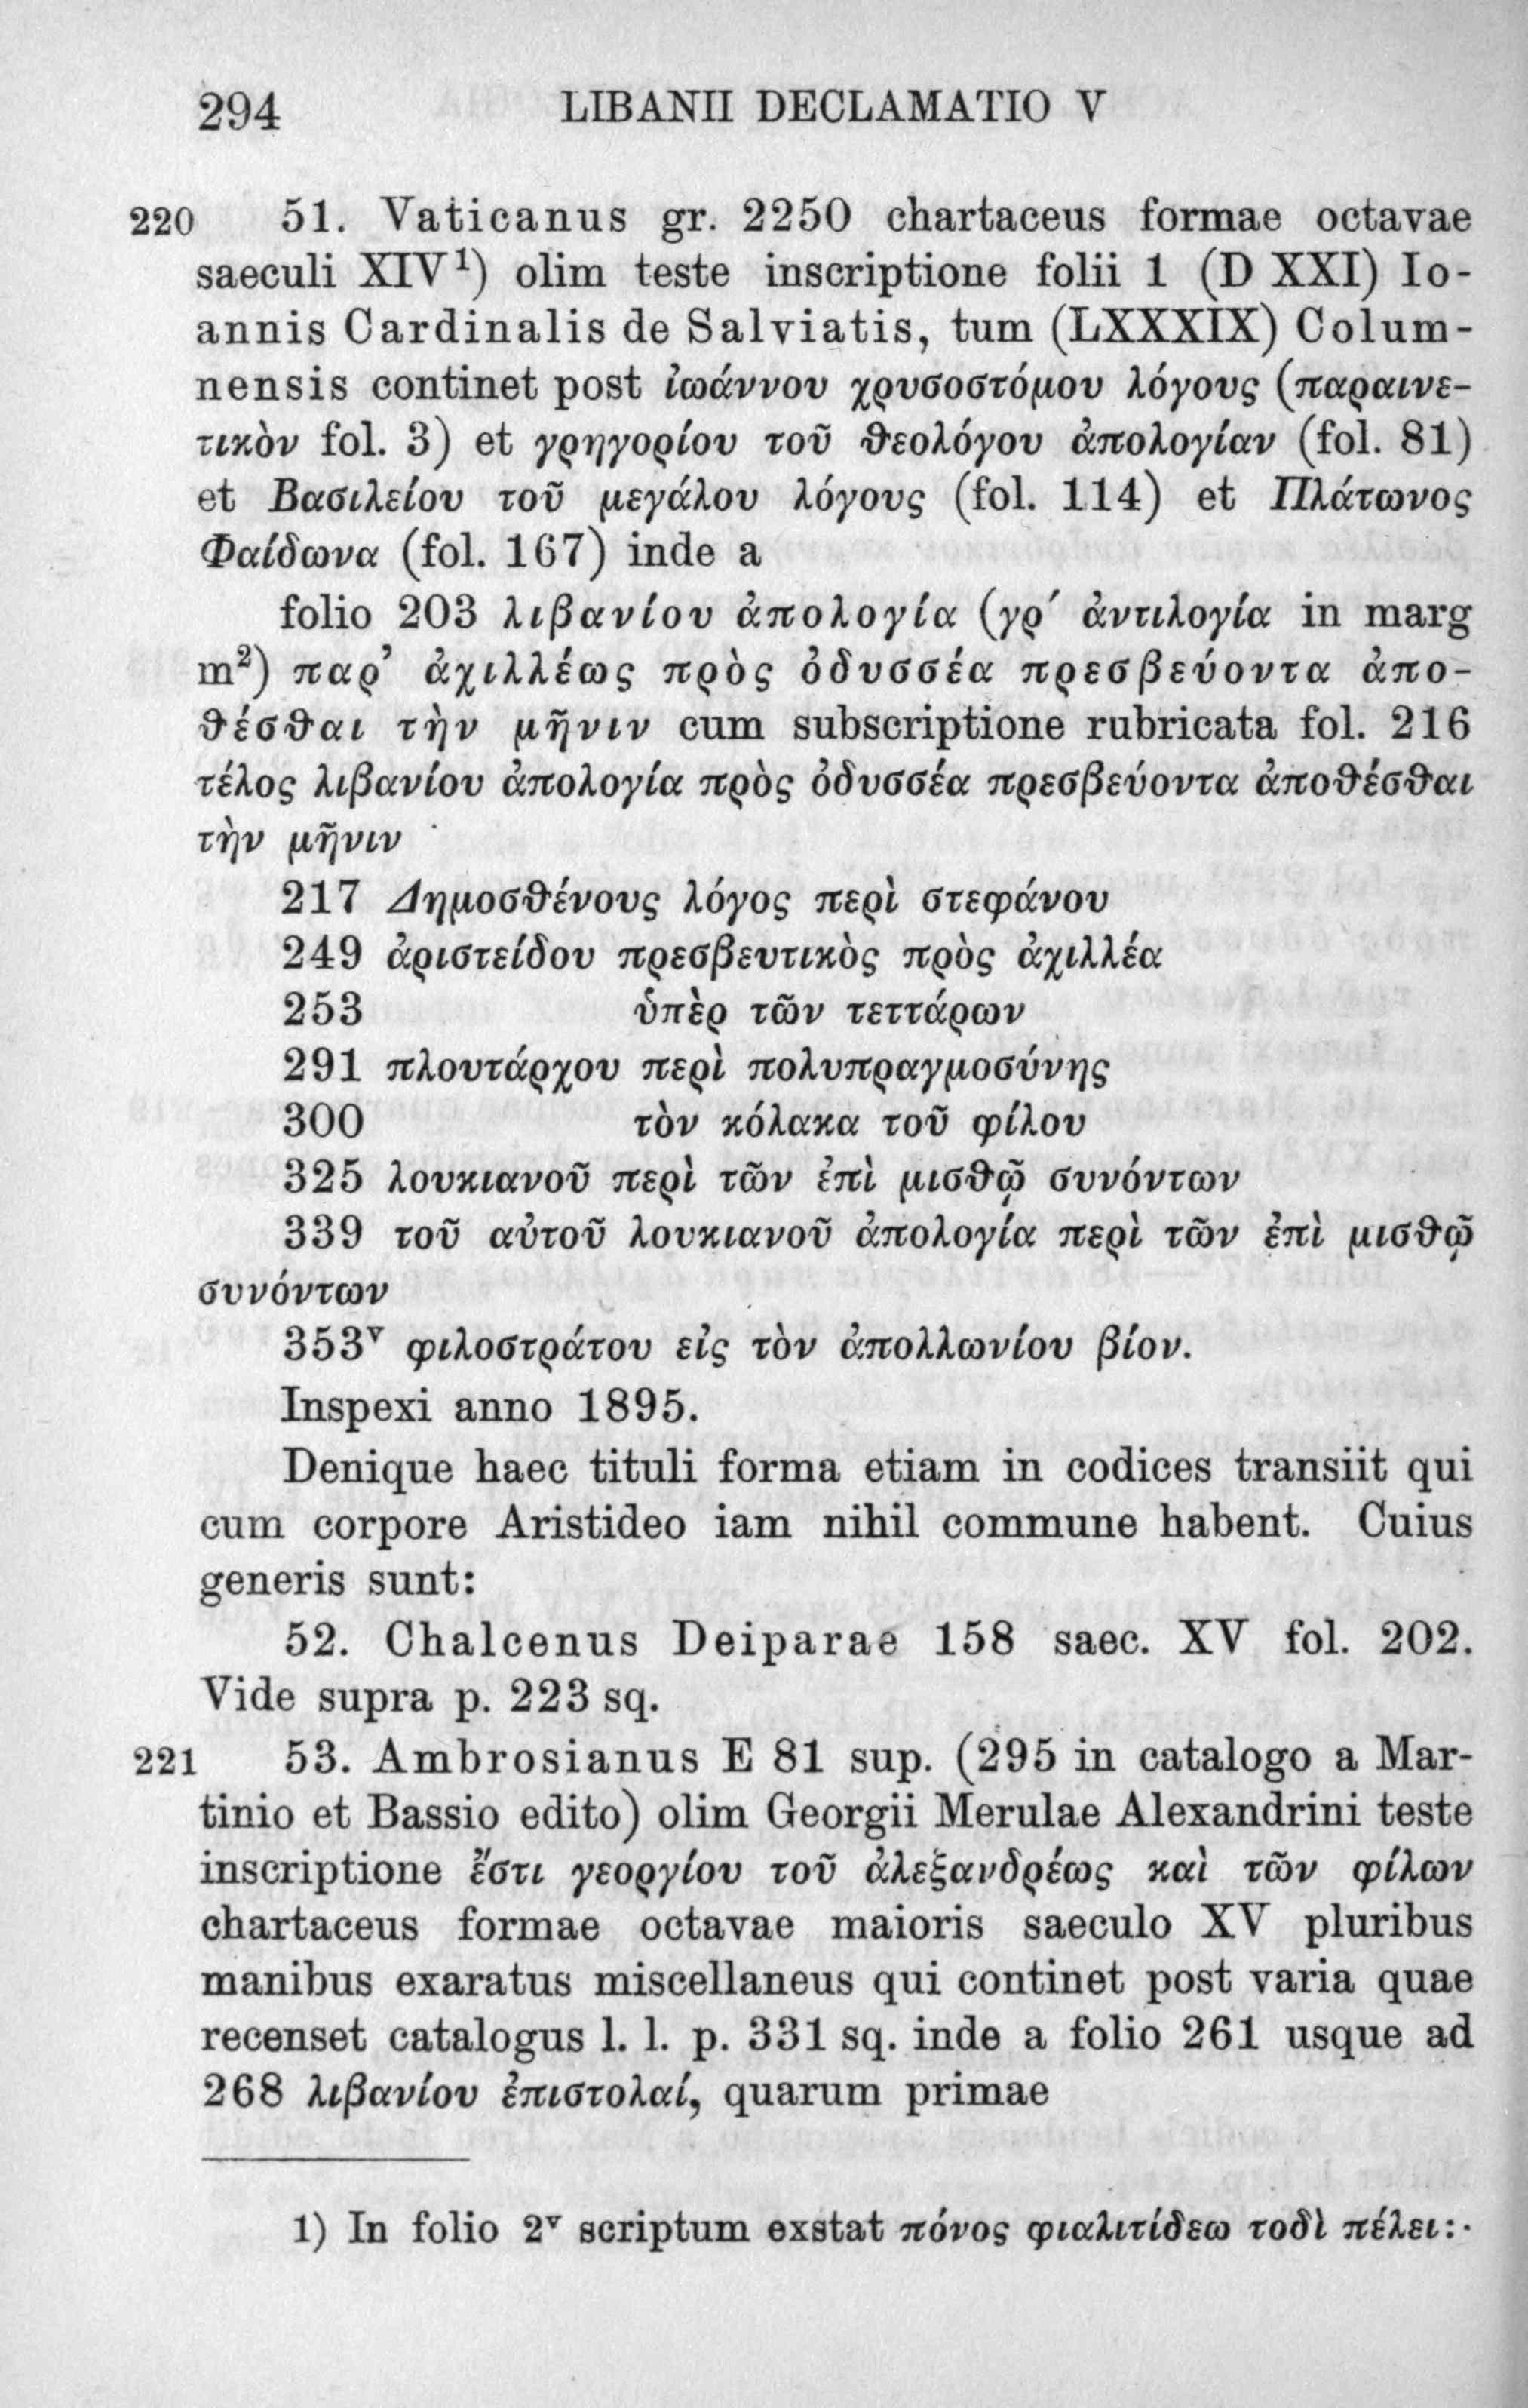 294 LIBANII DECLAMATIO V
220 51. Vaticanus gr. 2250 chartaceus formae octavae
saeculi XIV¹) olim teste inscriptione folii 1 (D XXI) Io-
annis Cardinalis de Salviatis, tum (LXXXIX) Colum-
nensis continet post ἰωάννου χρυσοστόμου λόγους (παραινε-
τικὸν fol. 3) et γρηγορίου τοῦ θεολόγου ἀπολογίαν (fol. 81)
et Βασιλείου τοῦ μεγάλου λόγους (fol. 114) et Πλάτωνος
Φαίδωνα (fol. 167) inde a
folio 203 λιβανίου ἀπολογία (γρ′ ἀντιλογία in marg
m²) παρ’ ἀχιλλέως πρὸς ὀδυσσέα πρεσβεύοντα ἀπο-
θέσθαι τὴν μῆνιν cum subscriptione rubricata fol. 216
τέλος λιβανίου ἀπολογία πρὸς ὀδυσσέα πρεσβεύοντα ἀποθέσθαι
τὴν μῆνιν
217 Δημοσθένους λόγος περὶ στεφάνου
249 ἀριστείδου πρεσβευτικὸς πρὸς ἀχιλλέα
253 ὑπὲρ τῶν τεττάρων
291 πλουτάρχου περὶ πολυπραγμοσύνης
300 τὸν κόλακα τοῦ φίλου
325 λουκιανοῦ περὶ τῶν ἐπὶ μισθῷ συνόντων
339 τοῦ αὐτοῦ λουκιανοῦ ἀπολογία περὶ τῶν ἐπὶ μισθῷ
συνόντων
353ᵛ φιλοστράτου εἰς τὸν ἀπολλωνίου βίον.
Inspexi anno 1895.
Denique haec tituli forma etiam in codices transiit qui
cum corpore Aristideo iam nihil commune habent. Cuius
generis sunt:
52. Chalcenus Deiparae 158 saec. XV fol. 202.
Vide supra p. 223 sq.
221 53. Ambrosianus E 81 sup. (295 in catalogo a Mar-
tinio et Bassio edito) olim Georgii Merulae Alexandrini teste
inscriptione ἔστι γεοργίου τοῦ ἀλεξανδρέως καὶ τῶν φίλων
chartaceus formae octavae maioris saeculo XV pluribus
manibus exaratus miscellaneus qui continet post varia quae
recenset catalogus l. l. p. 331 sq. inde a folio 261 usque ad
268 λιβανίου ἐπιστολαί, quarum primae
1) In folio 2ᵛ scriptum exstat πόνος φιαλιτίδεω τοδὶ πέλει:·